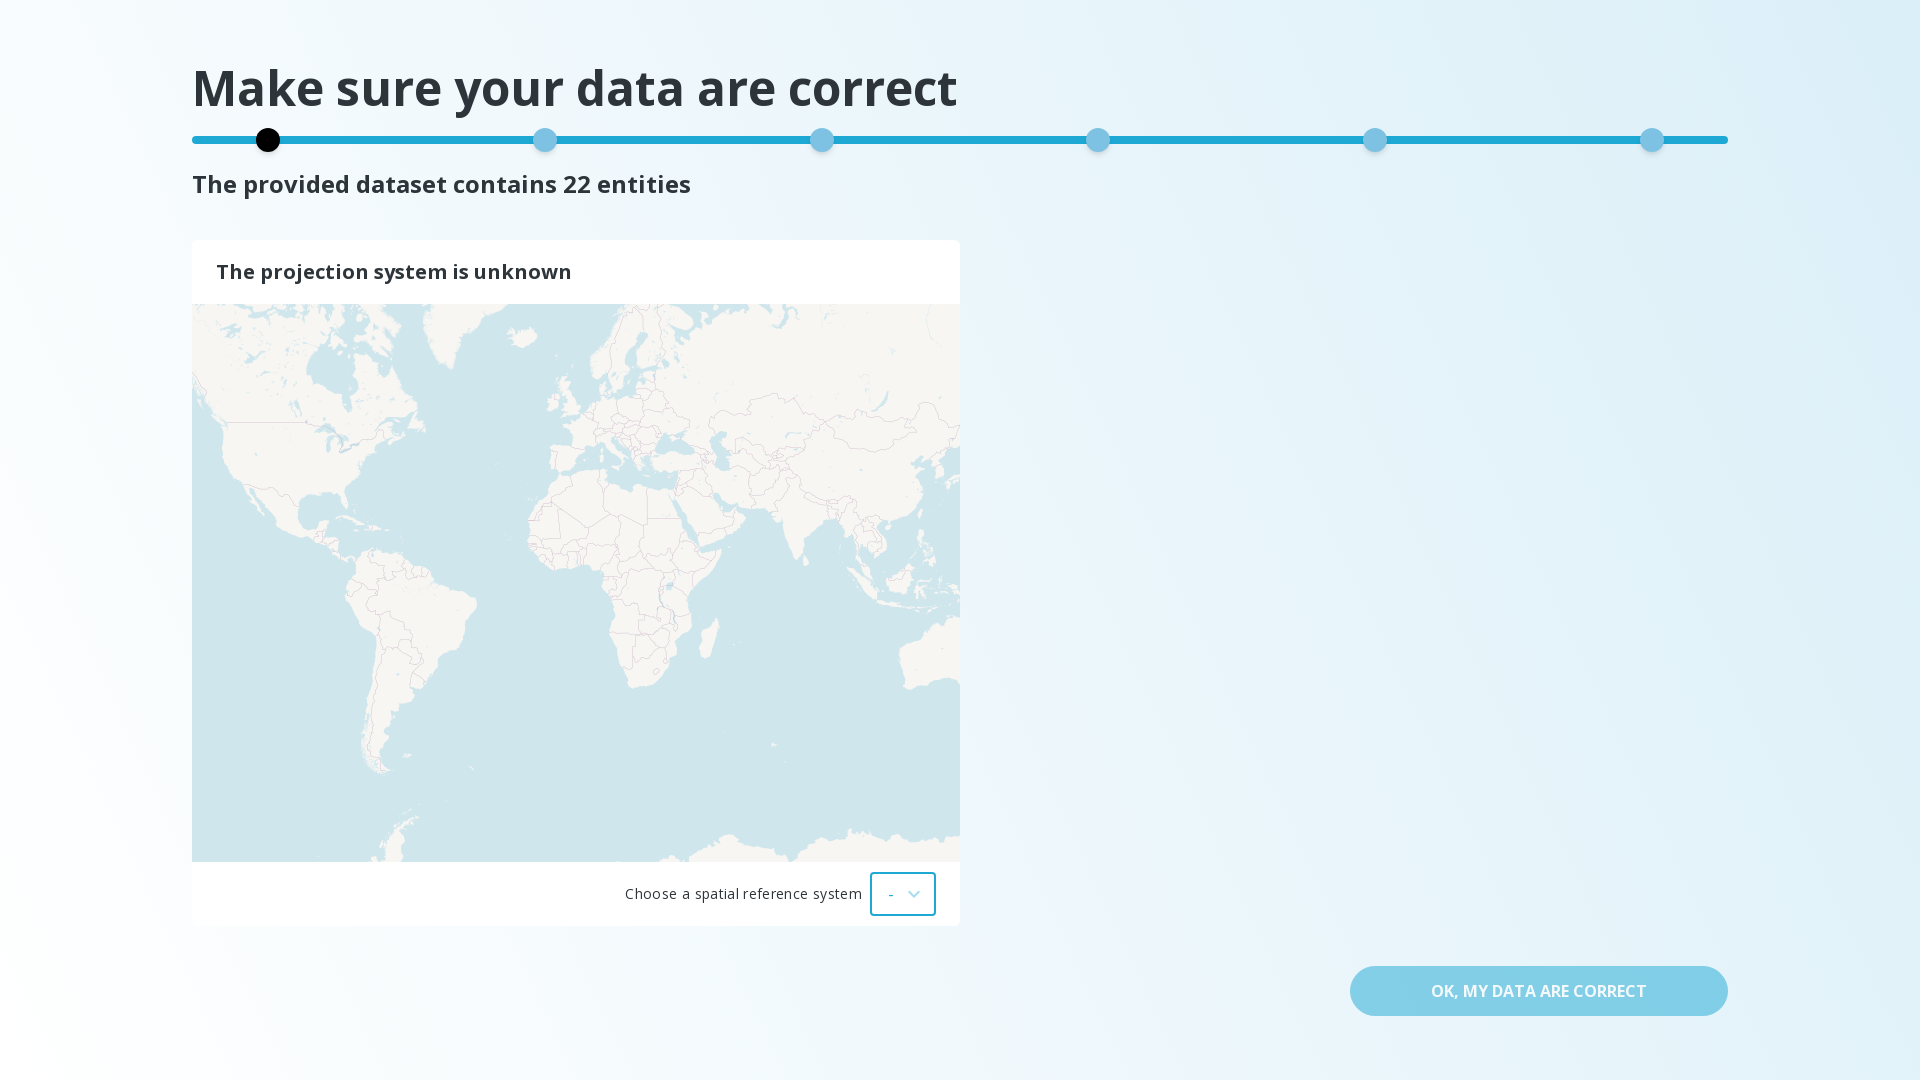 Make sure your data are correct
The provided dataset contains 22 entities
The projection system is unknown
Choose a spatial reference system
-
OK, MY DATA ARE CORRECT